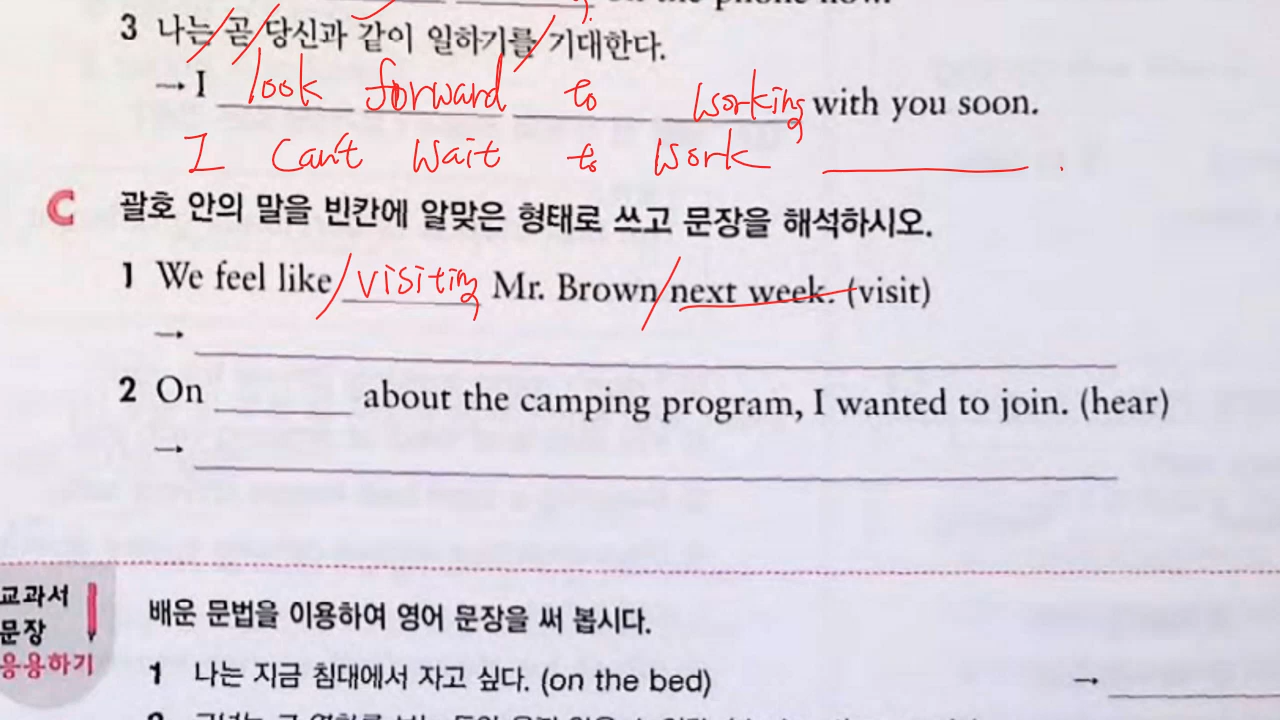 on the phone now.
3 나는 곧 당신과 같이 일하기를 기대한다.
→ I look forward to working with you soon.
I can't wait to work
C 괄호 안의 말을 빈칸에 알맞은 형태로 쓰고 문장을 해석하시오.
1 We feel like visiting Mr. Brown next week. (visit)
→
2 On ______ about the camping program, I wanted to join. (hear)
→
교과서
문장
응용하기
배운 문법을 이용하여 영어 문장을 써 봅시다.
1 나는 지금 침대에서 자고 싶다. (on the bed) →